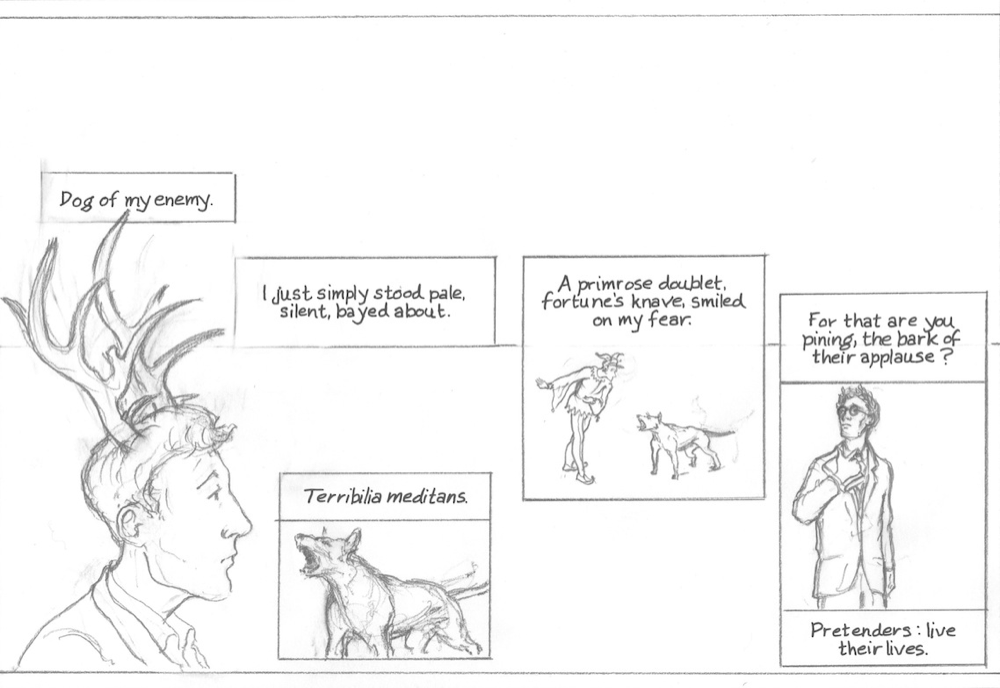 Dog of my enemy.
I just simply stood pale,
silent, bayed about.
Terribilia meditans.
A primrose doublet,
fortune's knave, smiled
on my fear.
For that are you
pining, the bark of
their applause ?
Pretenders : live
their lives.